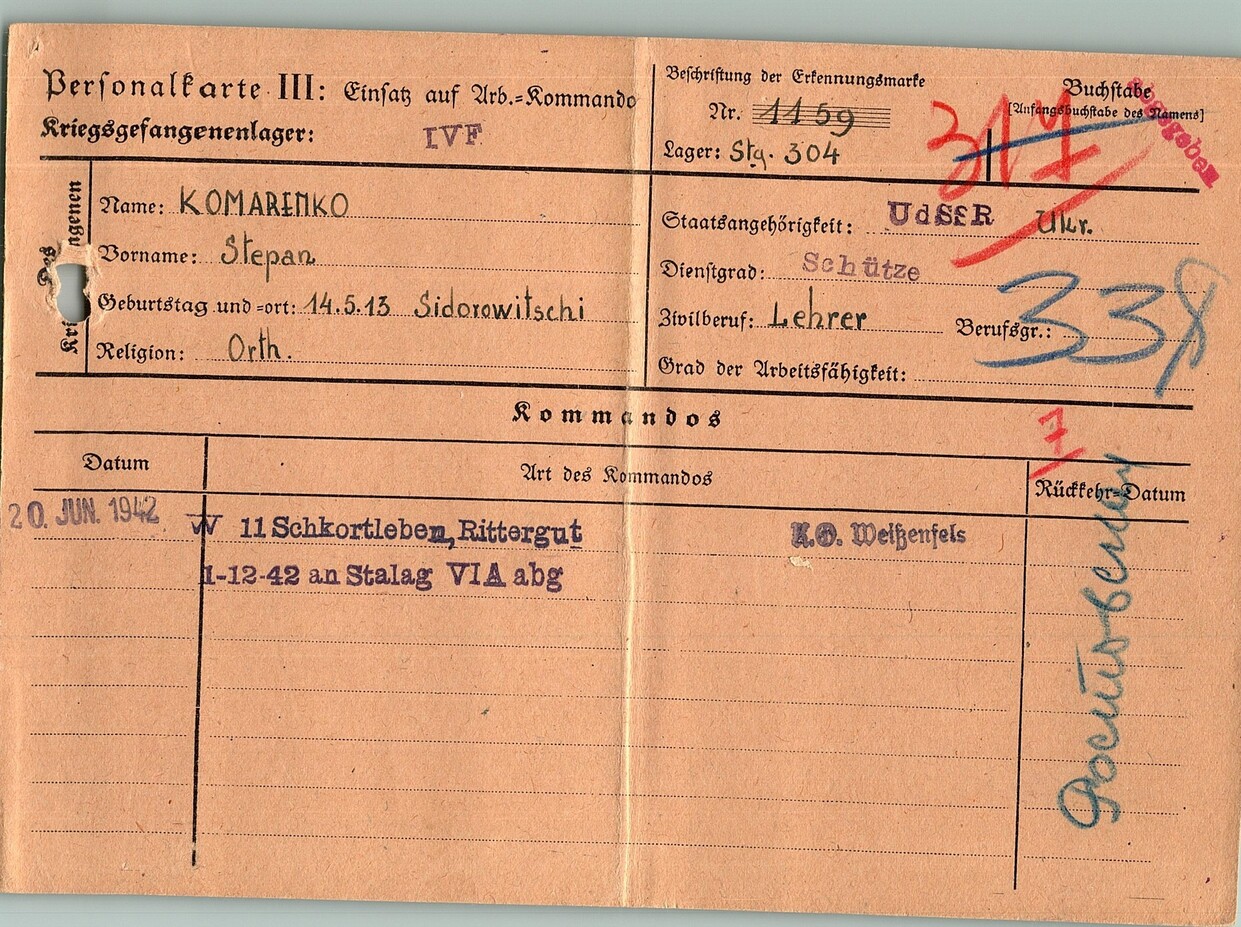 Personalkarte III: Einsatz auf Arb.=Kommando
Kriegsgefangenenlager: IVF
Beschriftung der Erkennungsmarke
Nr. 1159
Lager: Stg. 304
Buchstabe
[Anfangsbuchstabe des Namens]
317
abgegeben
Name: KOMARENKO
Vorname: Stepan
Geburtstag und =ort: 14.5.13 Sidorowitschi
Religion: Orth.
Staatsangehörigkeit: UdSSR Ukr.
Dienstgrad: Schütze
Zivilberuf: Lehrer Berufsgr.:
338
Grad der Arbeitsfähigkeit:
Kommandos
7
Datum Art des Kommandos Rückkehr=Datum
20. JUN. 1942 W 11 Schkortleben, Rittergut K.O. Weißenfels
1-12-42 an Stalag VIA abg